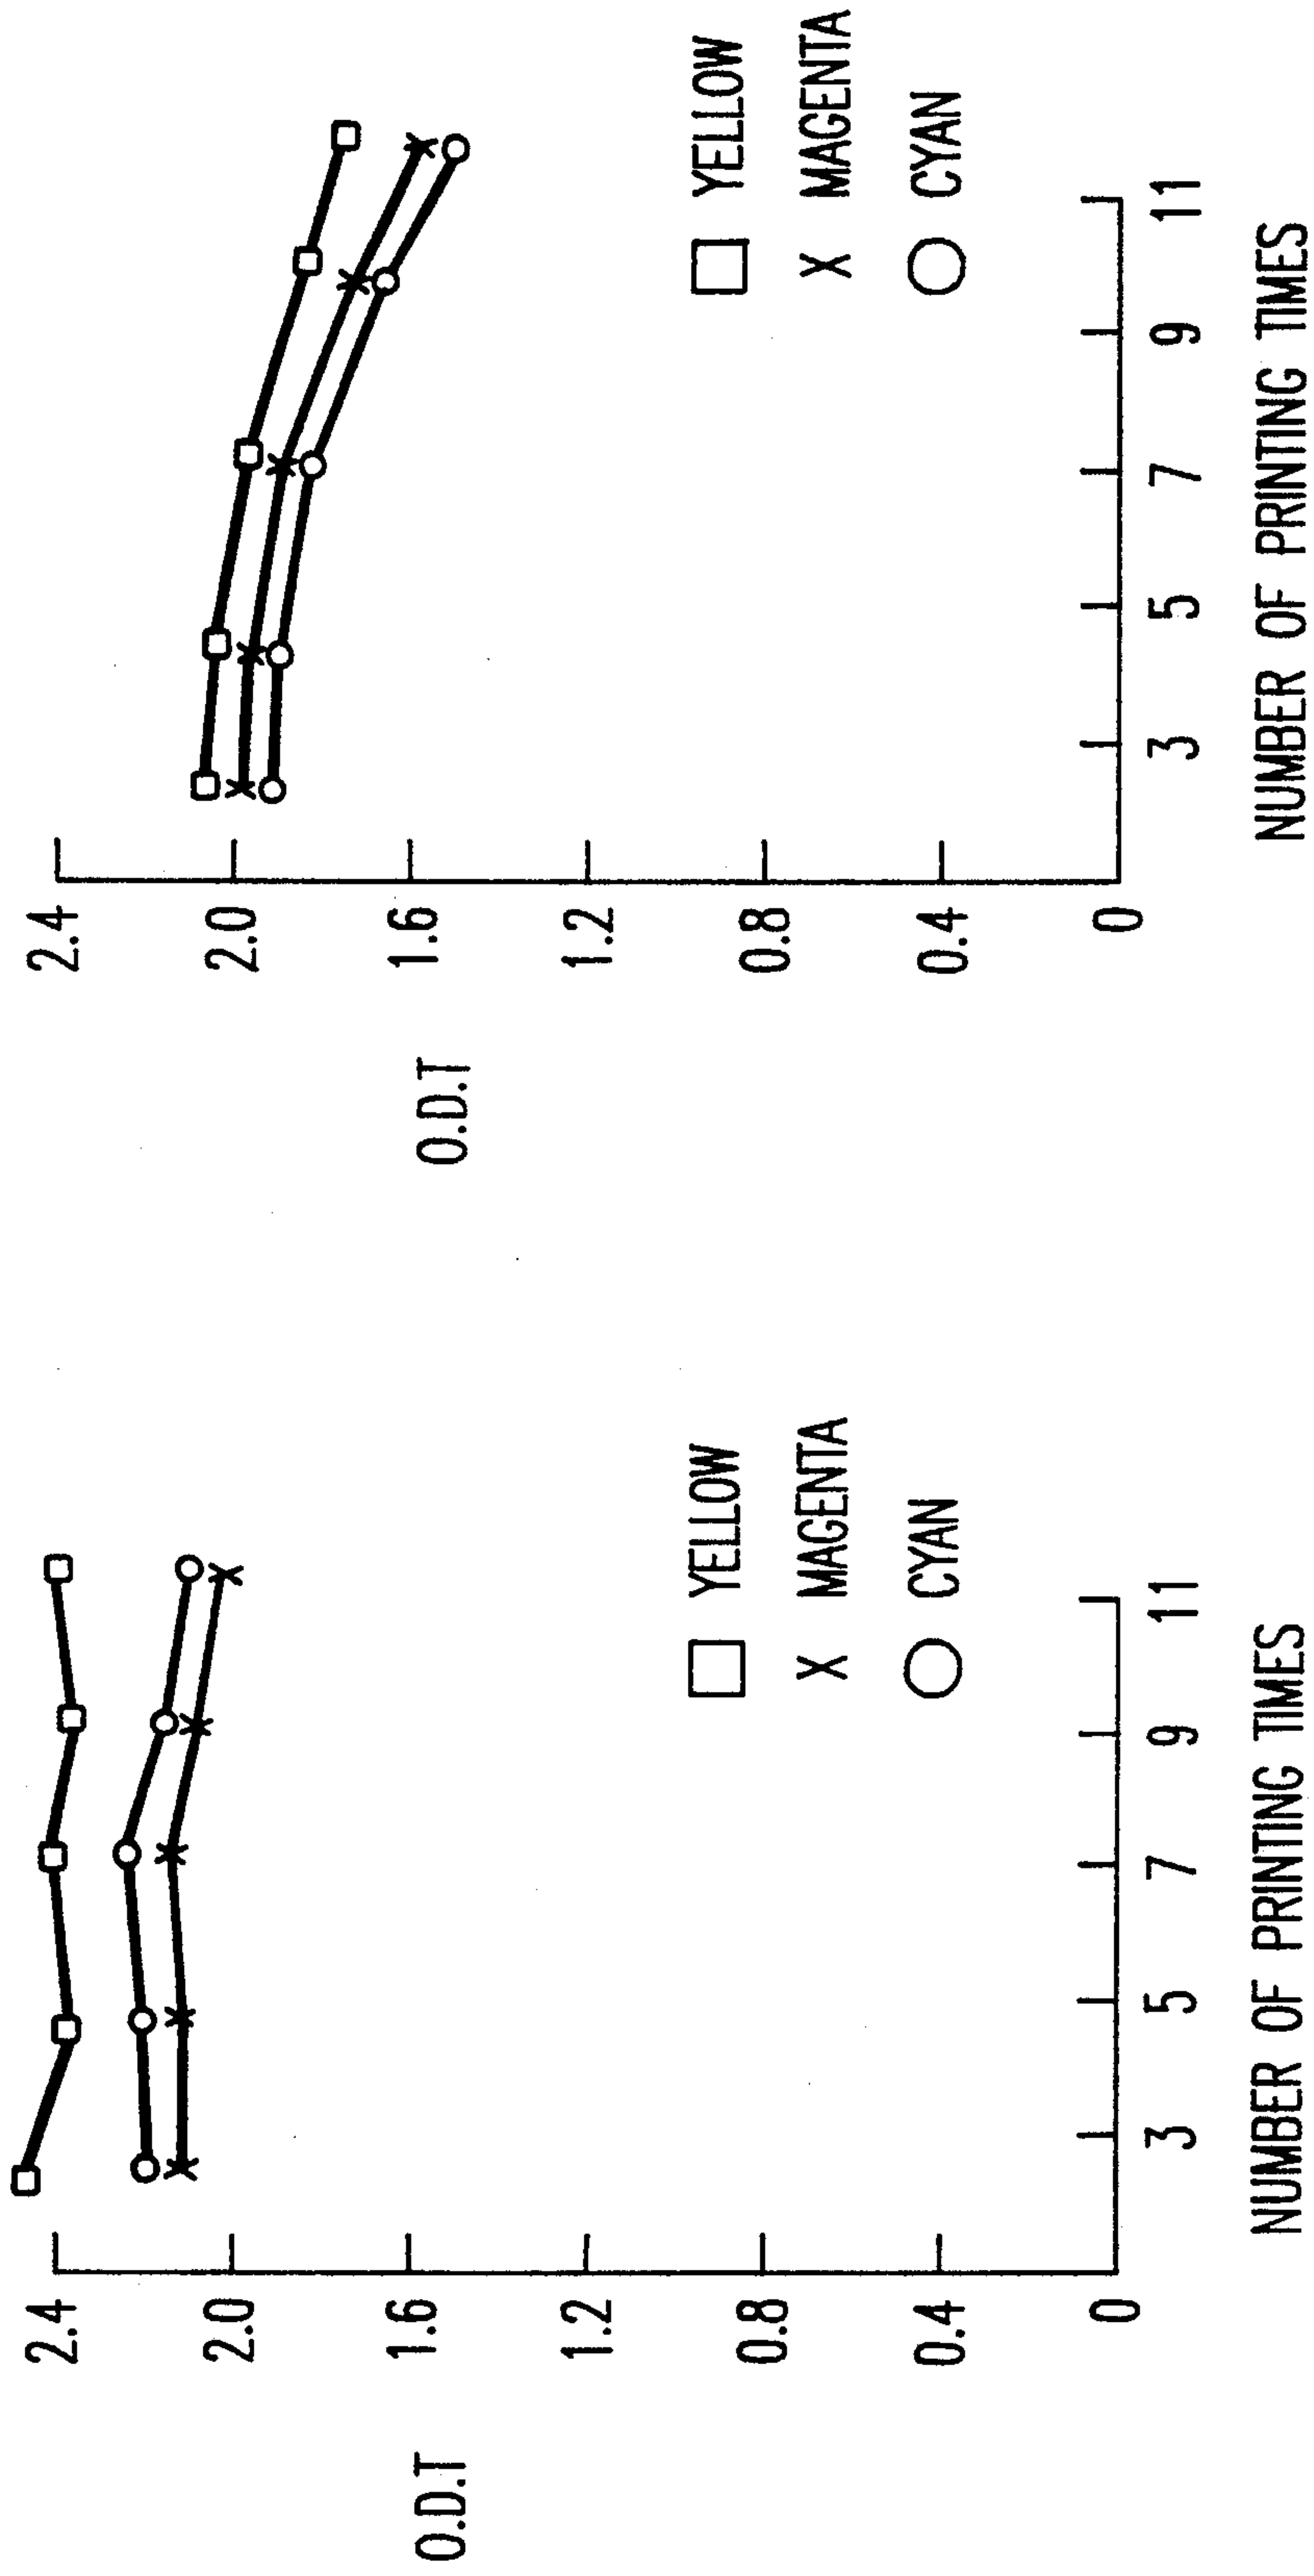 2.4
2.0
1.6
O.D.T
1.2
0.8
0.4
0
3 5 7 9 11
NUMBER OF PRINTING TIMES
YELLOW
X MAGENTA
CYAN
2.4
2.0
1.6
O.D.T
1.2
0.8
0.4
0
3 5 7 9 11
NUMBER OF PRINTING TIMES
YELLOW
X MAGENTA
CYAN